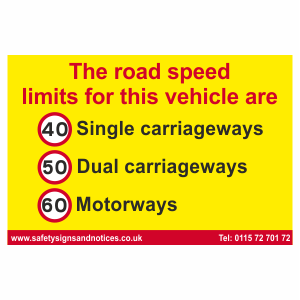 The road speed
limits for this vehicle are
40 Single carriageways
50 Dual carriageways
60 Motorways
www.safetysignsandnotices.co.uk Tel: 0115 72 701 72